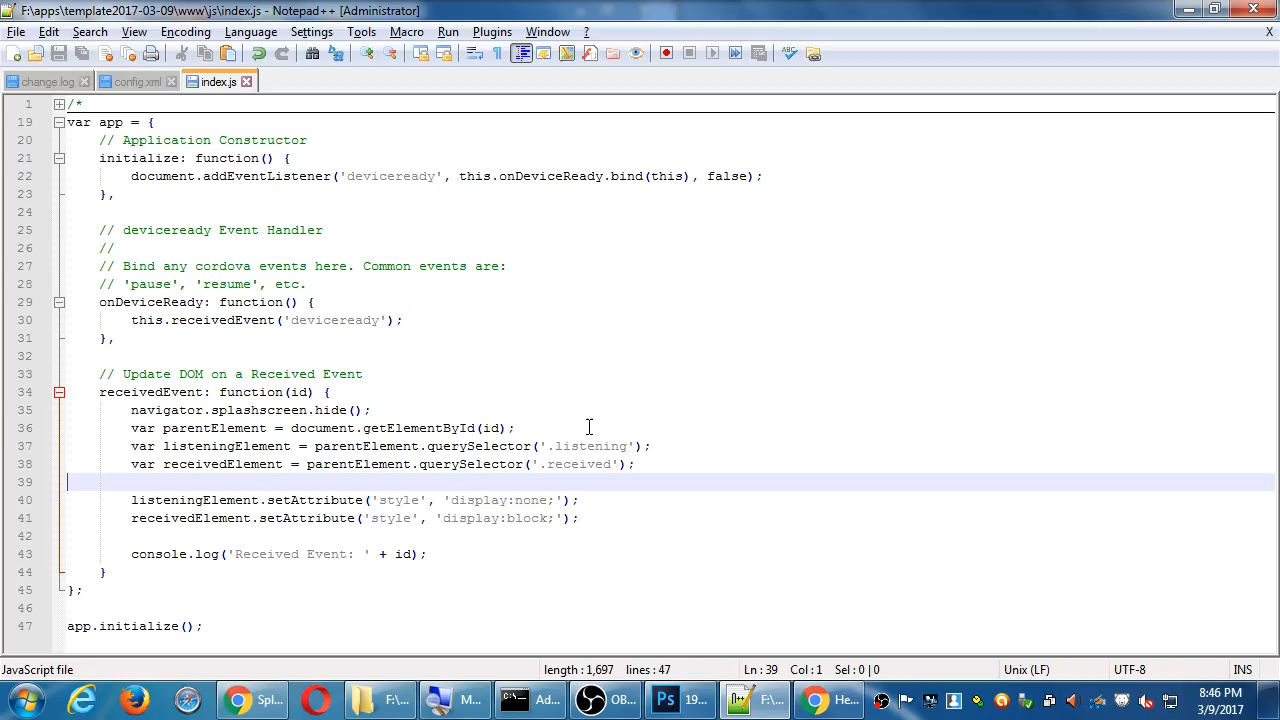 F:\apps\template2017-03-09\www\js\index.js - Notepad++ [Administrator]
File Edit Search View Encoding Language Settings Tools Macro Run Plugins Window ? X
change.log config.xml index.js
1 /*
19 var app = {
20 // Application Constructor
21 initialize: function() {
22 document.addEventListener('deviceready', this.onDeviceReady.bind(this), false);
23 },
24
25 // deviceready Event Handler
26 //
27 // Bind any cordova events here. Common events are:
28 // 'pause', 'resume', etc.
29 onDeviceReady: function() {
30 this.receivedEvent('deviceready');
31 },
32
33 // Update DOM on a Received Event
34 receivedEvent: function(id) {
35 navigator.splashscreen.hide();
36 var parentElement = document.getElementById(id);
37 var listeningElement = parentElement.querySelector('.listening');
38 var receivedElement = parentElement.querySelector('.received');
39
40 listeningElement.setAttribute('style', 'display:none;');
41 receivedElement.setAttribute('style', 'display:block;');
42
43 console.log('Received Event: ' + id);
44 }
45 };
46
47 app.initialize();
JavaScript file length : 1,697 lines : 47 Ln : 39 Col : 1 Sel : 0 | 0 Unix (LF) UTF-8 INS
Spl... F:\... M... Ad... OB... Ps 19... F:\... He... 8:46 PM
3/9/2017